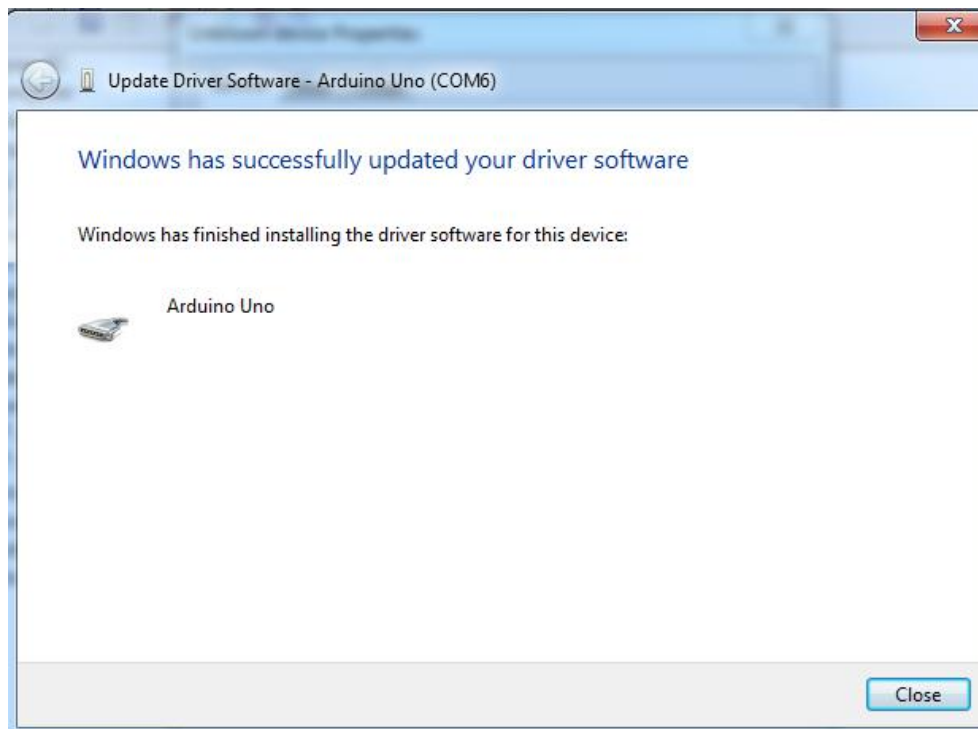 Update Driver Software - Arduino Uno (COM6)
Windows has successfully updated your driver software
Windows has finished installing the driver software for this device:
Arduino Uno
Close